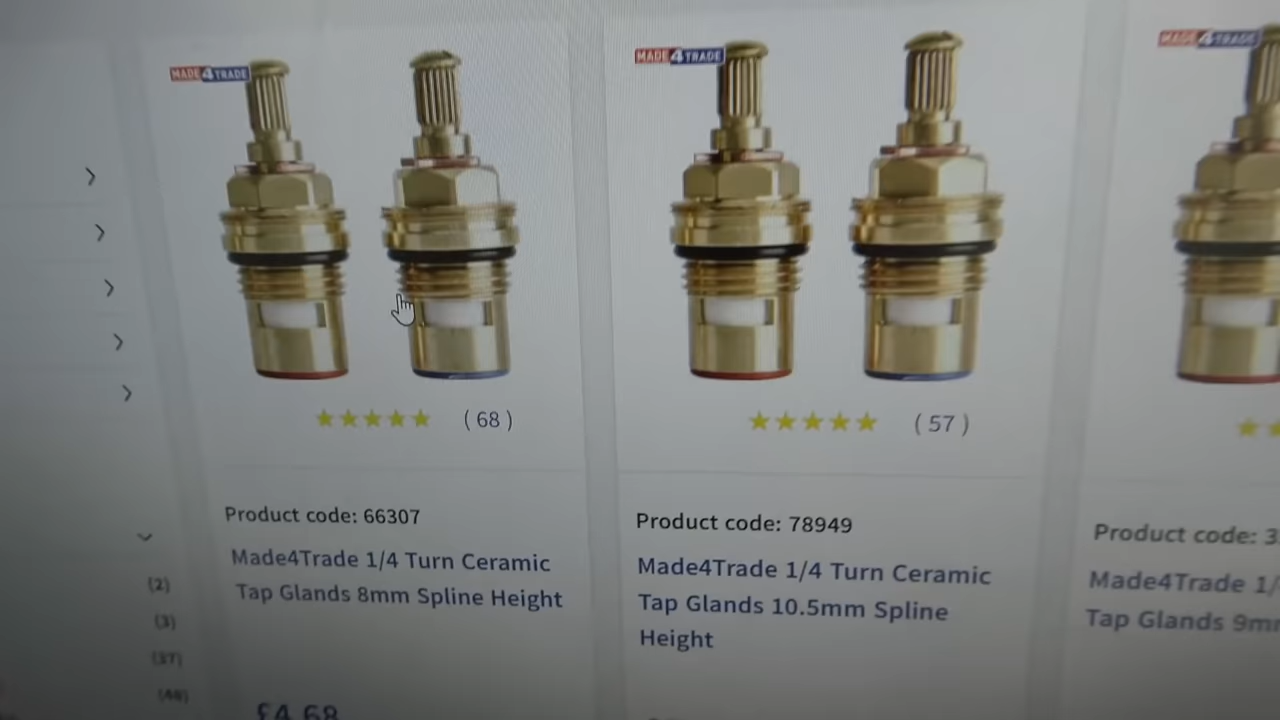 MADE 4 TRADE
MADE 4 TRADE
MADE 4 TRADE
( 68 )
( 57 )
Product code: 66307
Made4Trade 1/4 Turn Ceramic
Tap Glands 8mm Spline Height
£4.68
Product code: 78949
Made4Trade 1/4 Turn Ceramic
Tap Glands 10.5mm Spline
Height
Product code: 3
Made4Trade 1/
Tap Glands 9m
(2)
(3)
(37)